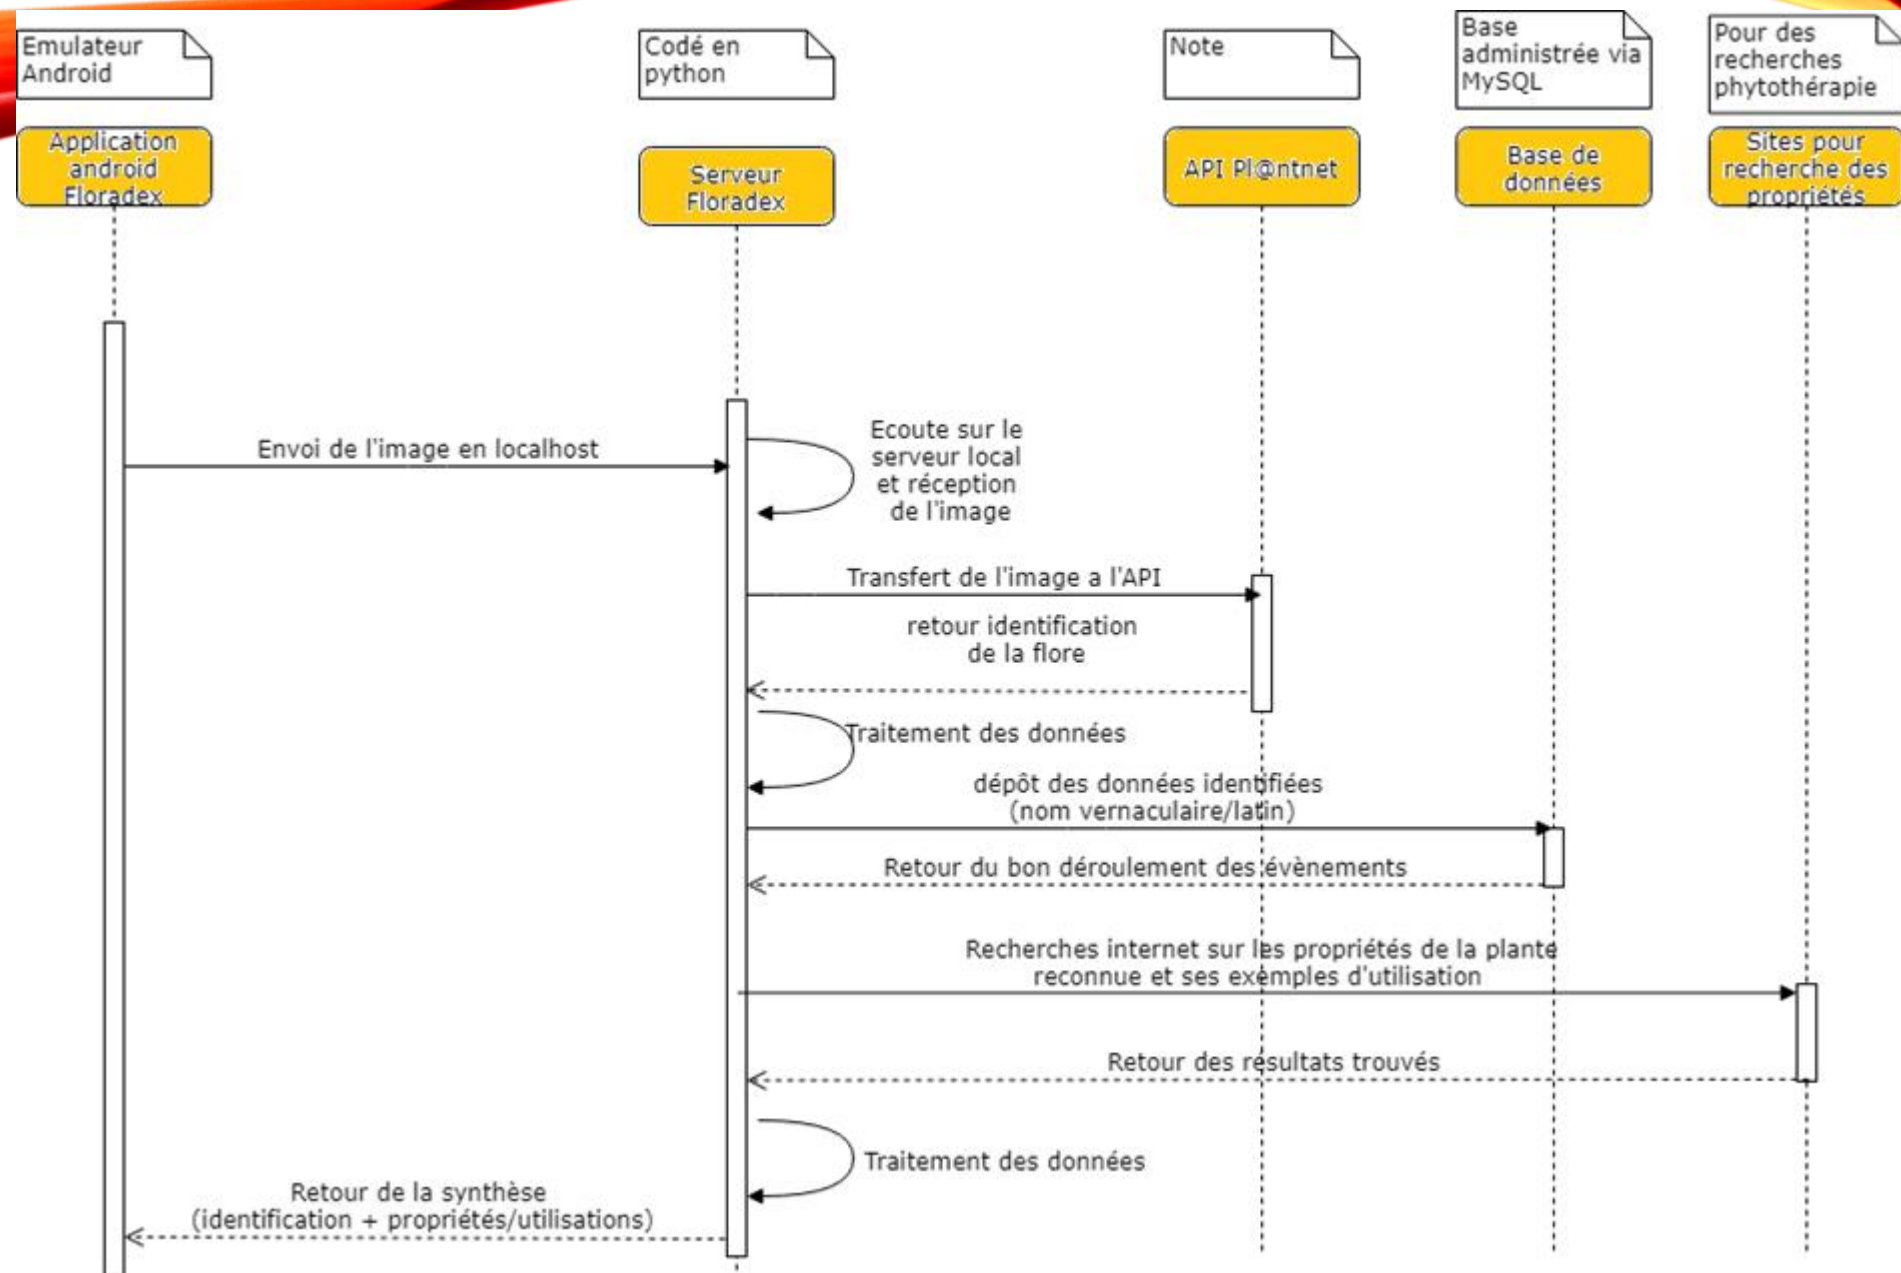 Emulateur
Android
Codé en
python
Note
Base
administrée via
MySQL
Pour des
recherches
phytothérapie
Application
android
Floradex
Serveur
Floradex
API Pl@ntnet
Base de
données
Sites pour
recherche des
propriétés
Envoi de l'image en localhost
Ecoute sur le
serveur local
et réception
de l'image
Transfert de l'image a l'API
retour identification
de la flore
Traitement des données
dépôt des données identifiées
(nom vernaculaire/latin)
Retour du bon déroulement des évènements
Recherches internet sur les propriétés de la plante
reconnue et ses exemples d'utilisation
Retour des résultats trouvés
Traitement des données
Retour de la synthèse
(identification + propriétés/utilisations)